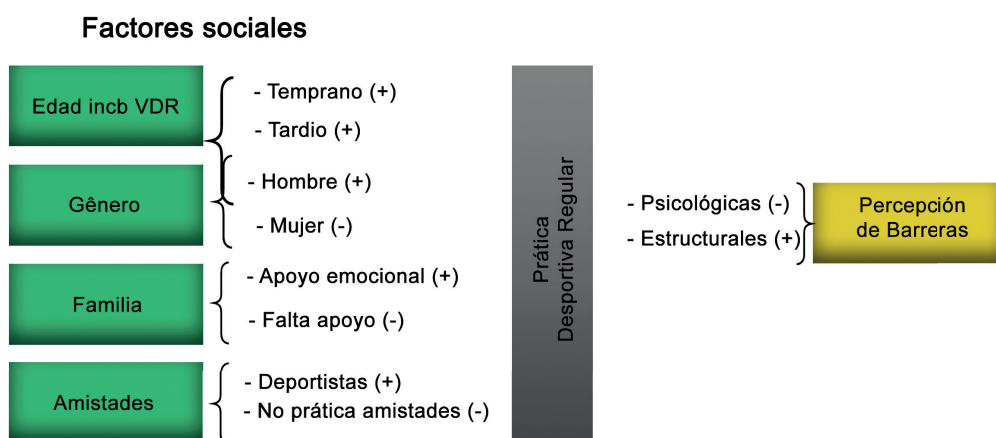 Factores sociales
Edad incb VDR
- Temprano (+)
- Tardio (+)
Gênero
- Hombre (+)
- Mujer (-)
Familia
- Apoyo emocional (+)
- Falta apoyo (-)
Amistades
- Deportistas (+)
- No prática amistades (-)
Prática
Desportiva Regular
- Psicológicas (-)
- Estructurales (+)
Percepción
de Barreras